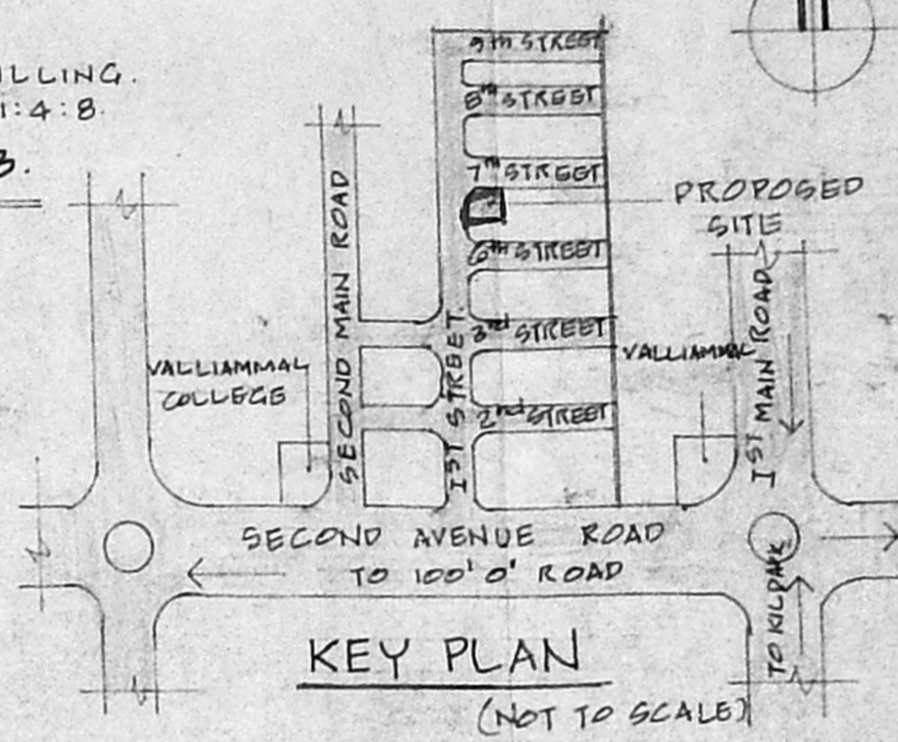 ILLING.
1:4:8.
3.
9th STREET
8th STREET
7th STREET
PROPOSED
SITE
6th STREET
3rd STREET
2nd STREET
SECOND MAIN ROAD
1ST STREET.
VALLIAMMAL
COLLEGE
VALLIAMMAL
1ST MAIN ROAD
SECOND AVENUE ROAD
TO 100'0' ROAD
TO KILPAK
KEY PLAN
(NOT TO SCALE)